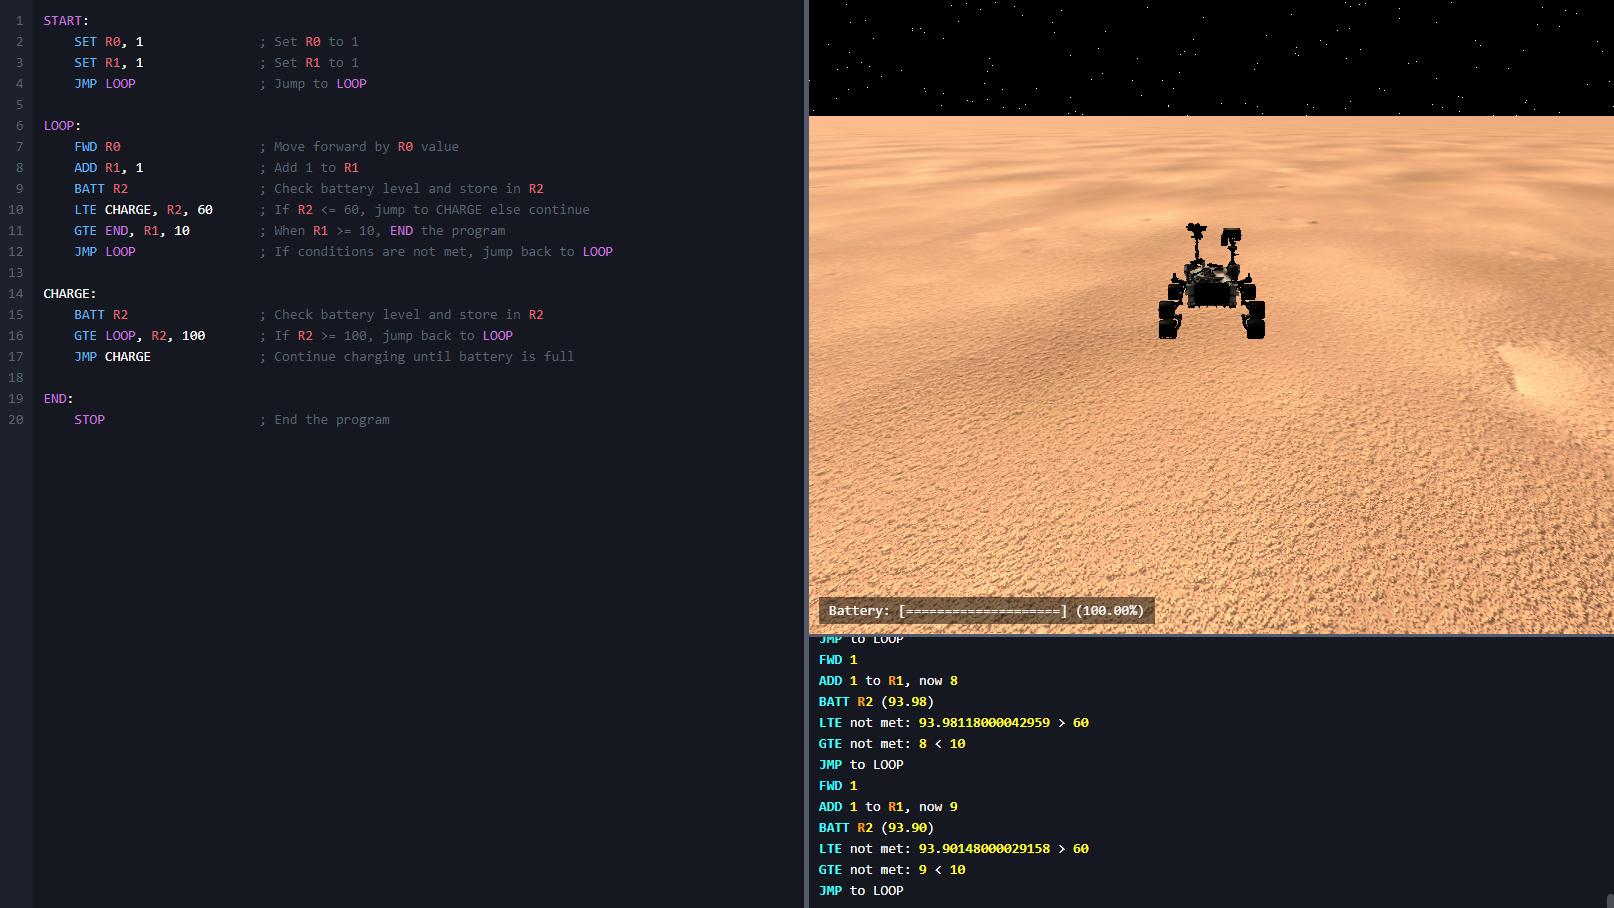 1 START:
2 SET R0, 1 ; Set R0 to 1
3 SET R1, 1 ; Set R1 to 1
4 JMP LOOP ; Jump to LOOP
5
6 LOOP:
7 FWD R0 ; Move forward by R0 value
8 ADD R1, 1 ; Add 1 to R1
9 BATT R2 ; Check battery level and store in R2
10 LTE CHARGE, R2, 60 ; If R2 <= 60, jump to CHARGE else continue
11 GTE END, R1, 10 ; When R1 >= 10, END the program
12 JMP LOOP ; If conditions are not met, jump back to LOOP
13
14 CHARGE:
15 BATT R2 ; Check battery level and store in R2
16 GTE LOOP, R2, 100 ; If R2 >= 100, jump back to LOOP
17 JMP CHARGE ; Continue charging until battery is full
18
19 END:
20 STOP ; End the program
Battery: [====================] (100.00%)
JMP to LOOP
FWD 1
ADD 1 to R1, now 8
BATT R2 (93.98)
LTE not met: 93.98118000042959 > 60
GTE not met: 8 < 10
JMP to LOOP
FWD 1
ADD 1 to R1, now 9
BATT R2 (93.90)
LTE not met: 93.90148000029158 > 60
GTE not met: 9 < 10
JMP to LOOP